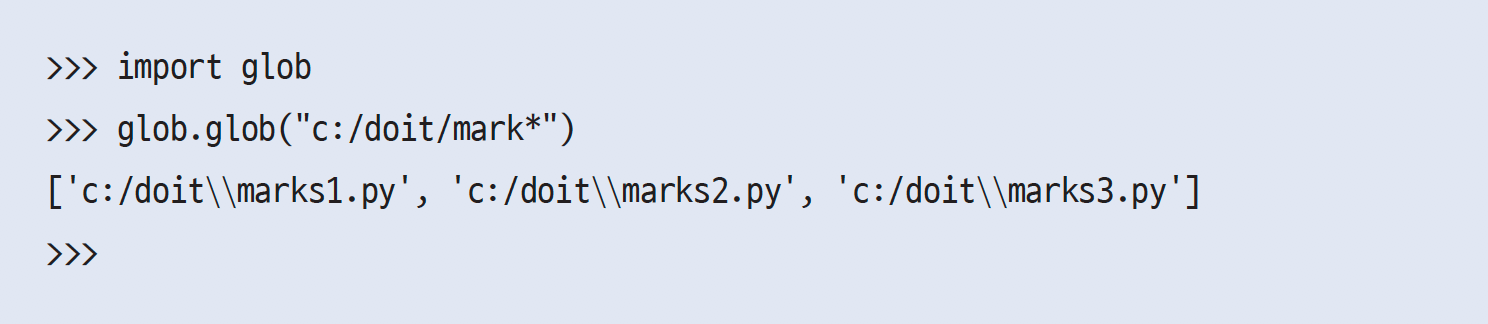 >>> import glob
>>> glob.glob("c:/doit/mark*")
['c:/doit\\marks1.py', 'c:/doit\\marks2.py', 'c:/doit\\marks3.py']
>>>